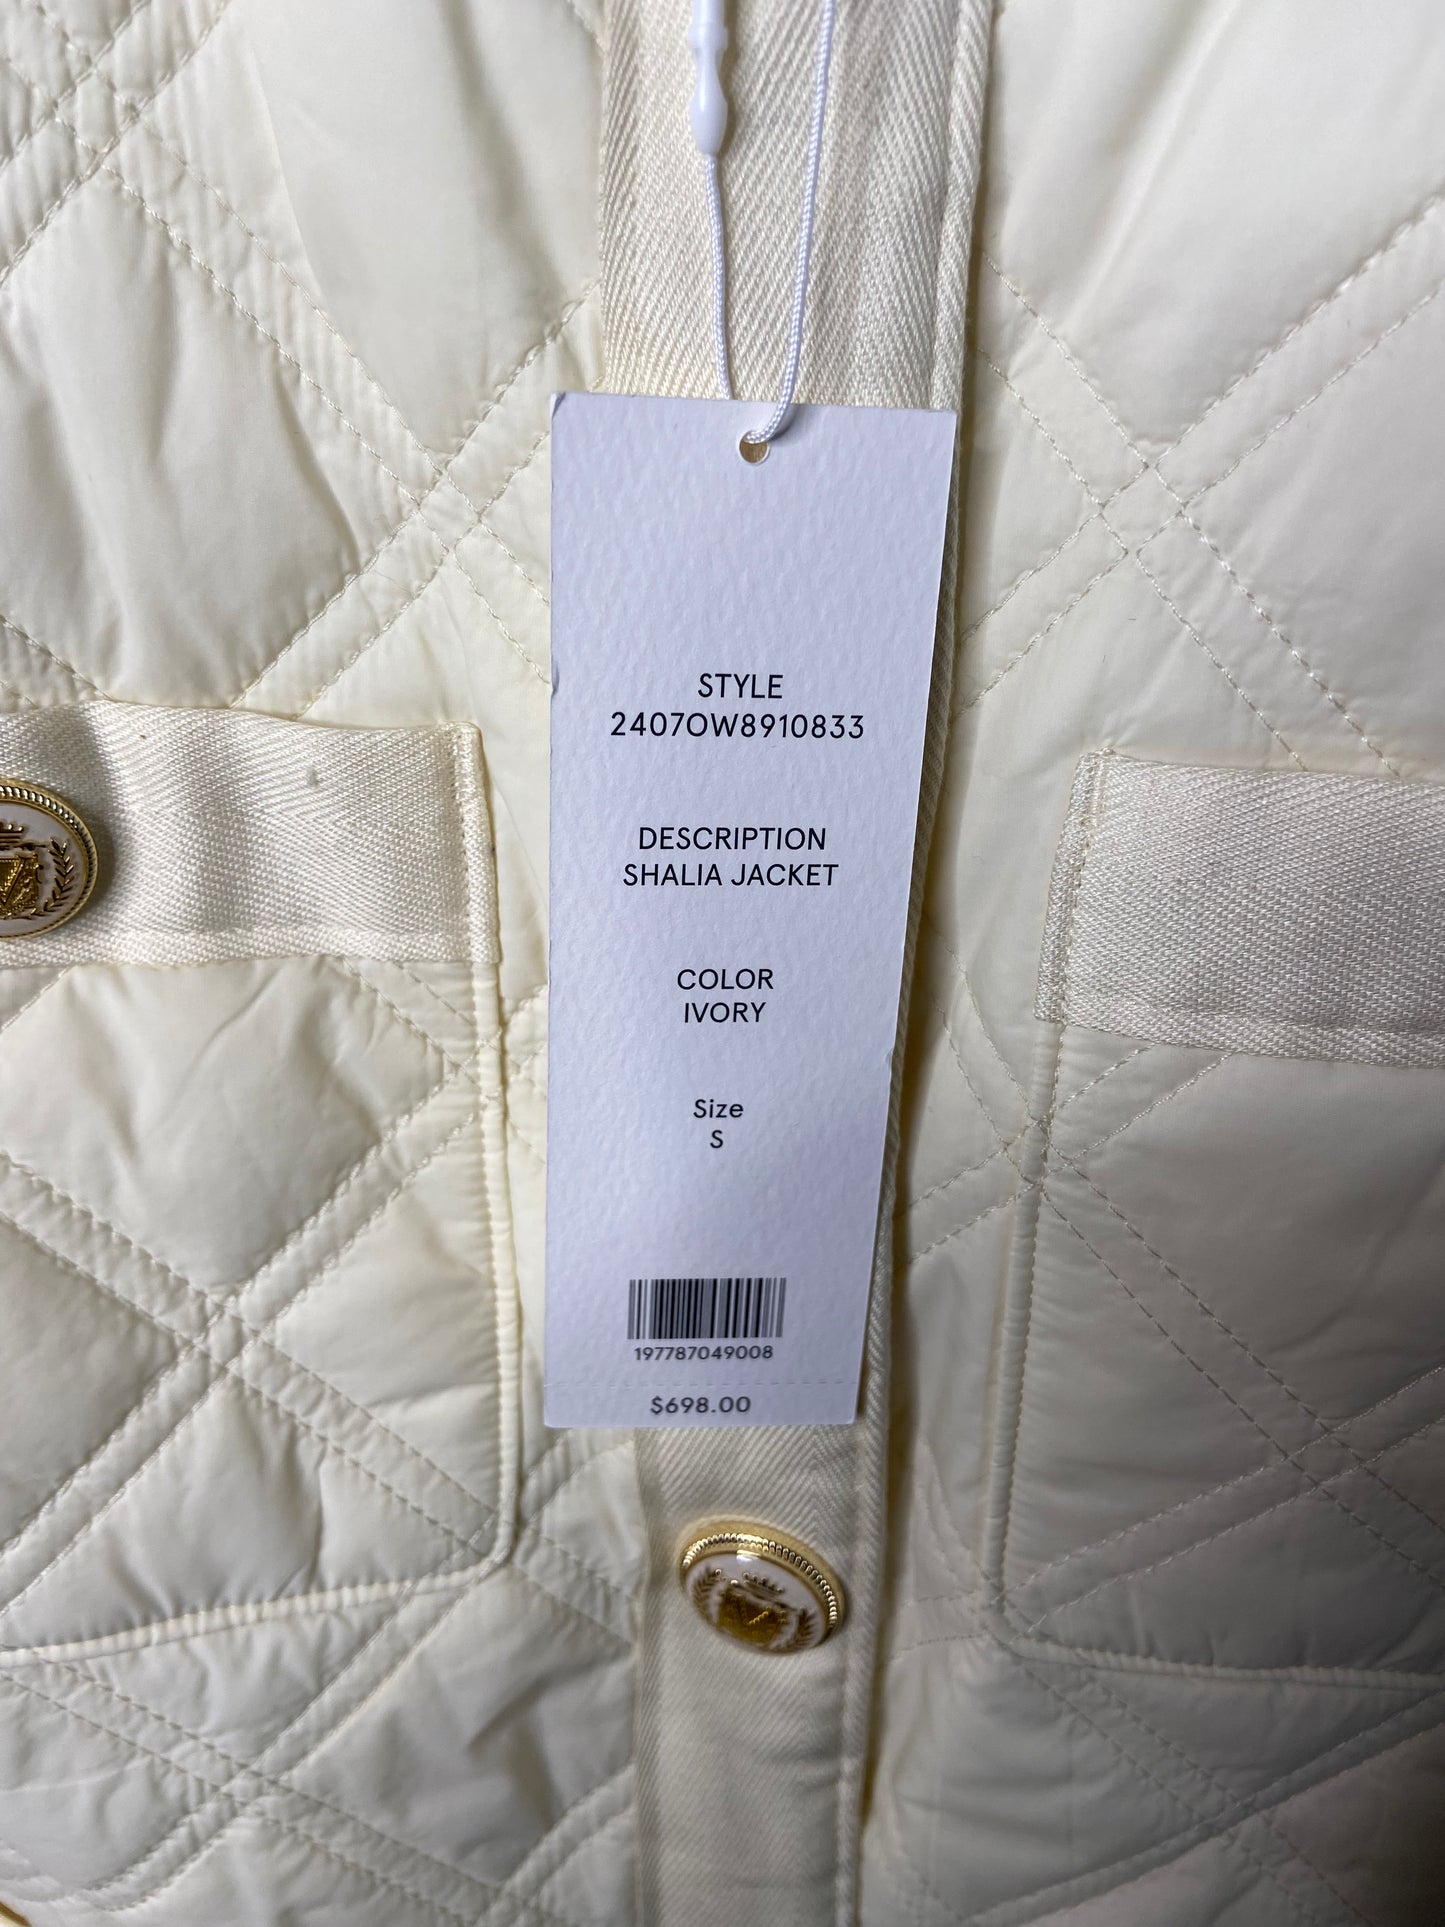 STYLE
2407OW8910833
DESCRIPTION
SHALIA JACKET
COLOR
IVORY
Size
S
197787049008
$698.00